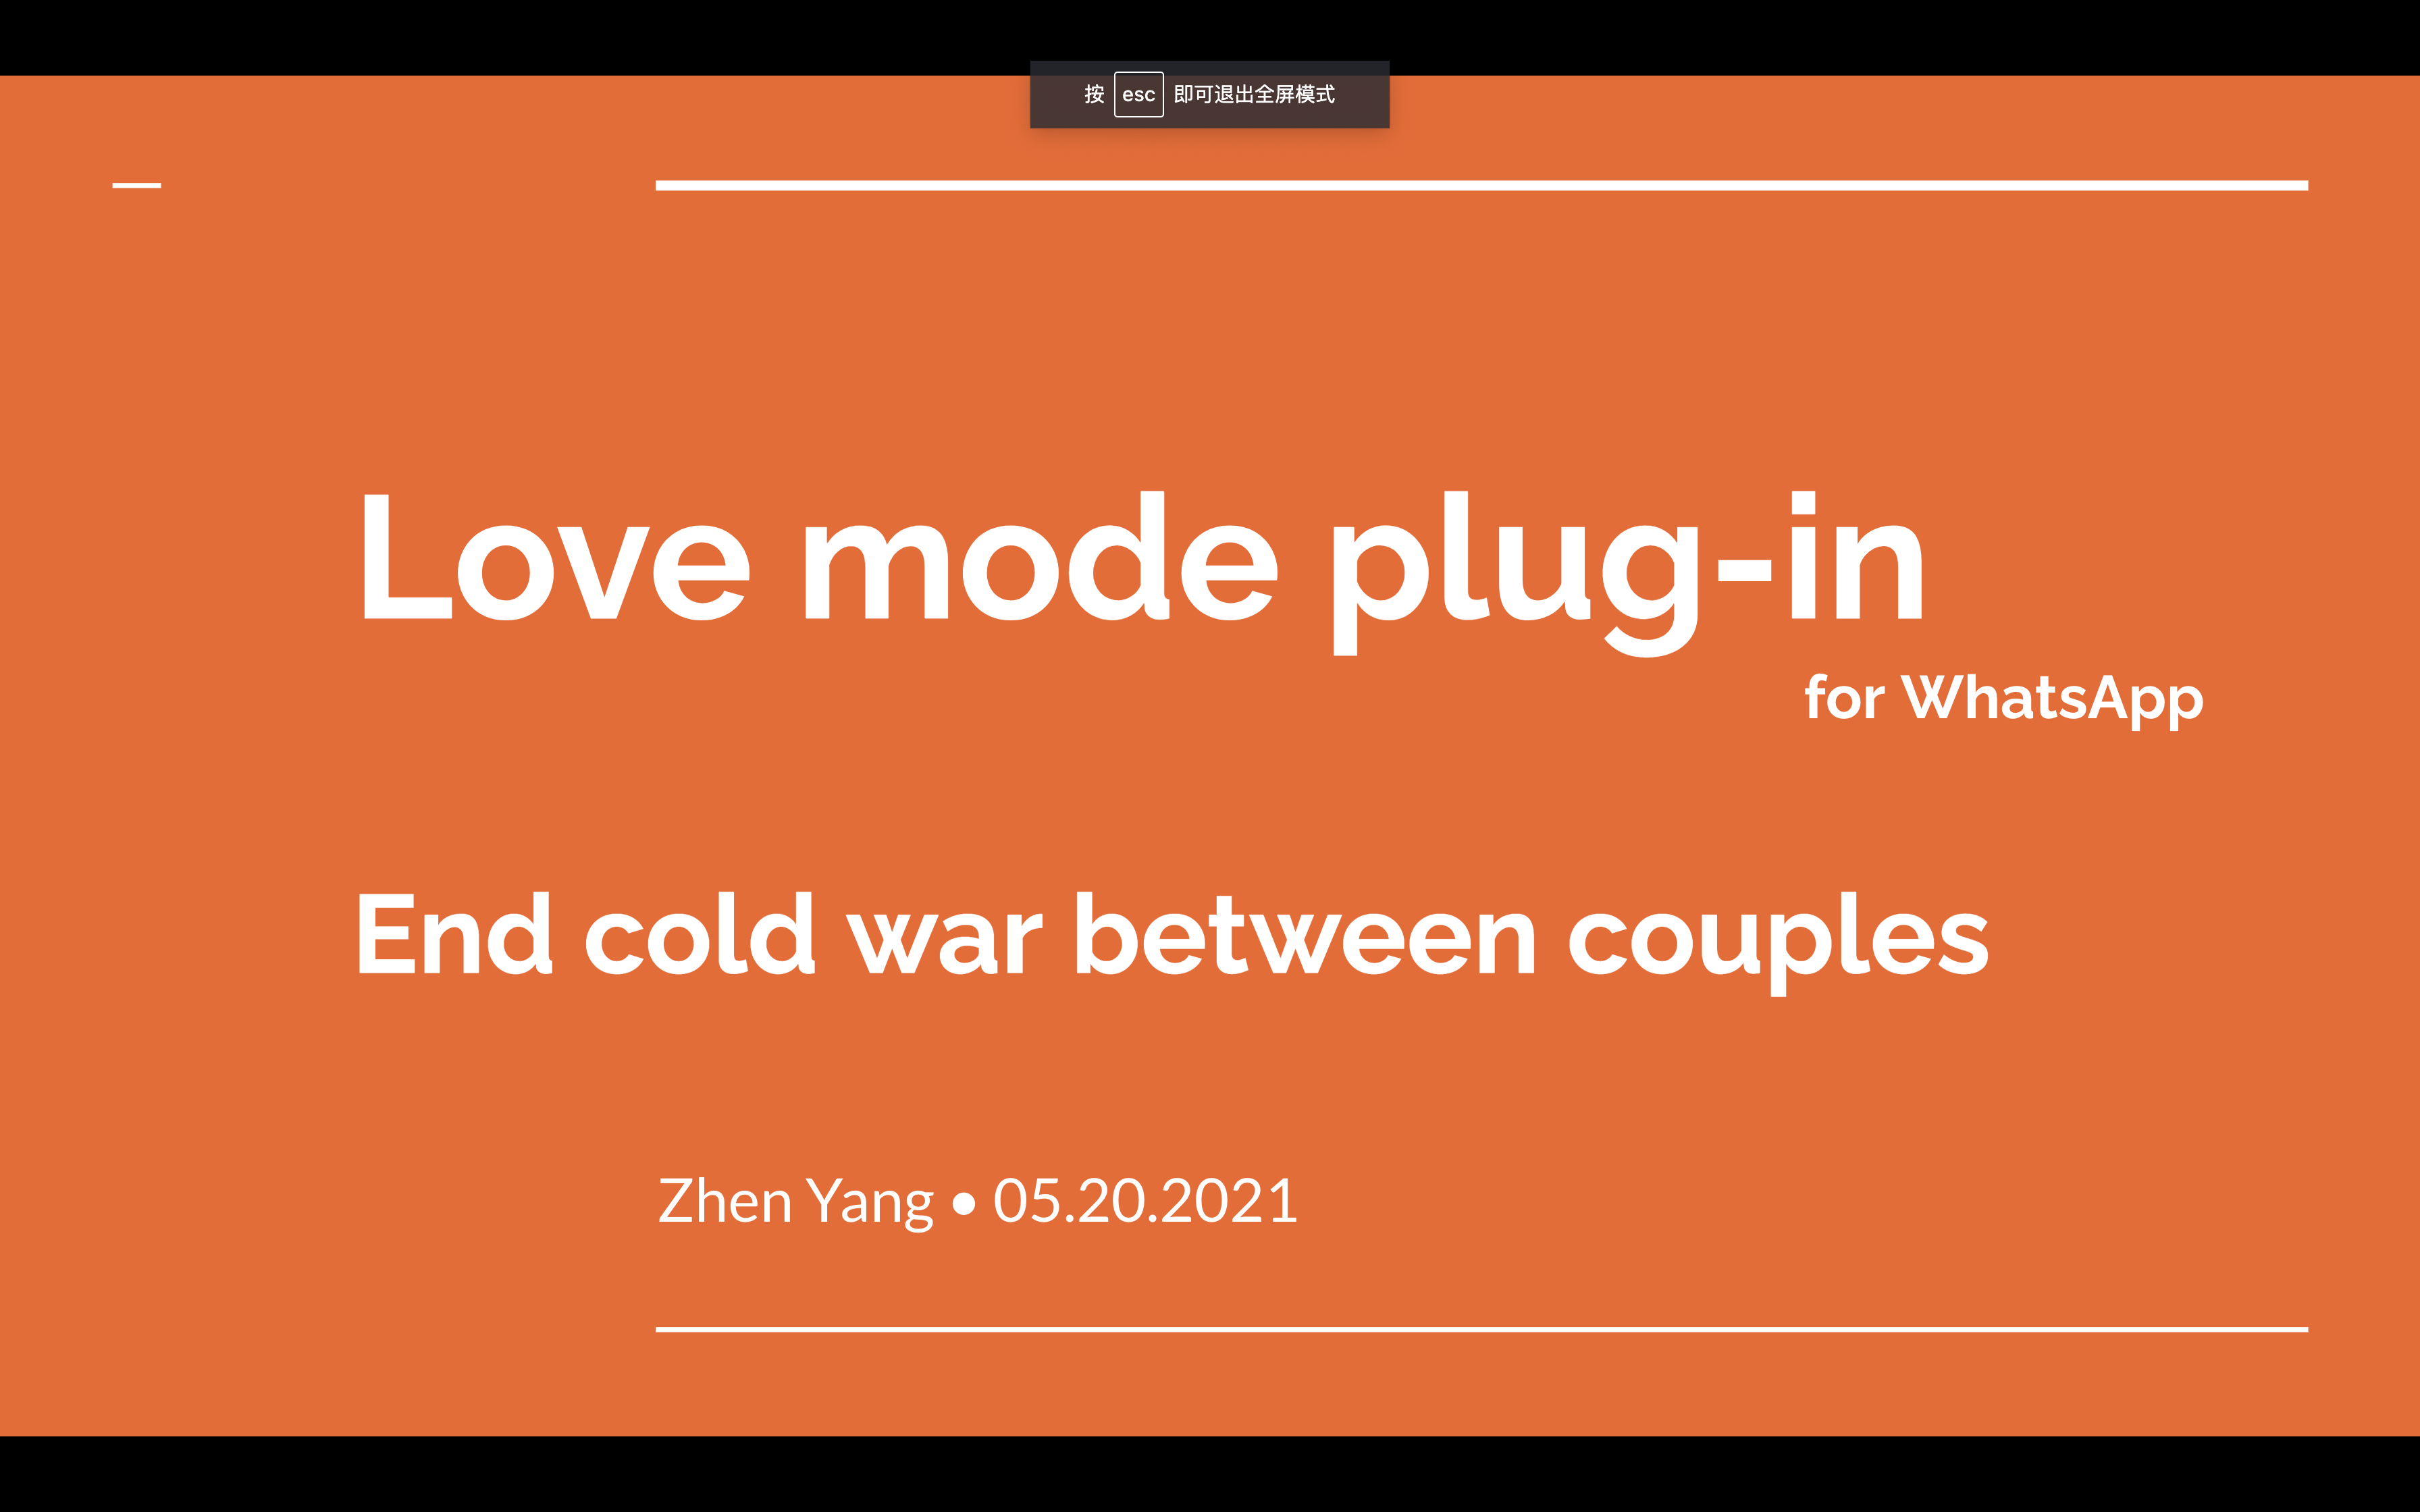 按 esc 即可退出全屏模式
Love mode plug-in
for WhatsApp
End cold war between couples
Zhen Yang • 05.20.2021